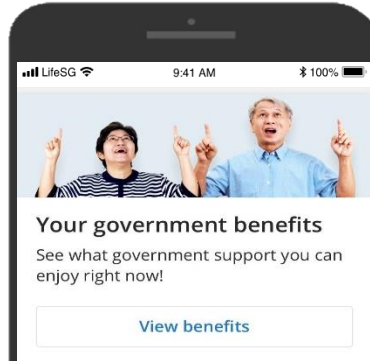 LifeSG 9:41 AM 100%
Your government benefits
See what government support you can
enjoy right now!
View benefits